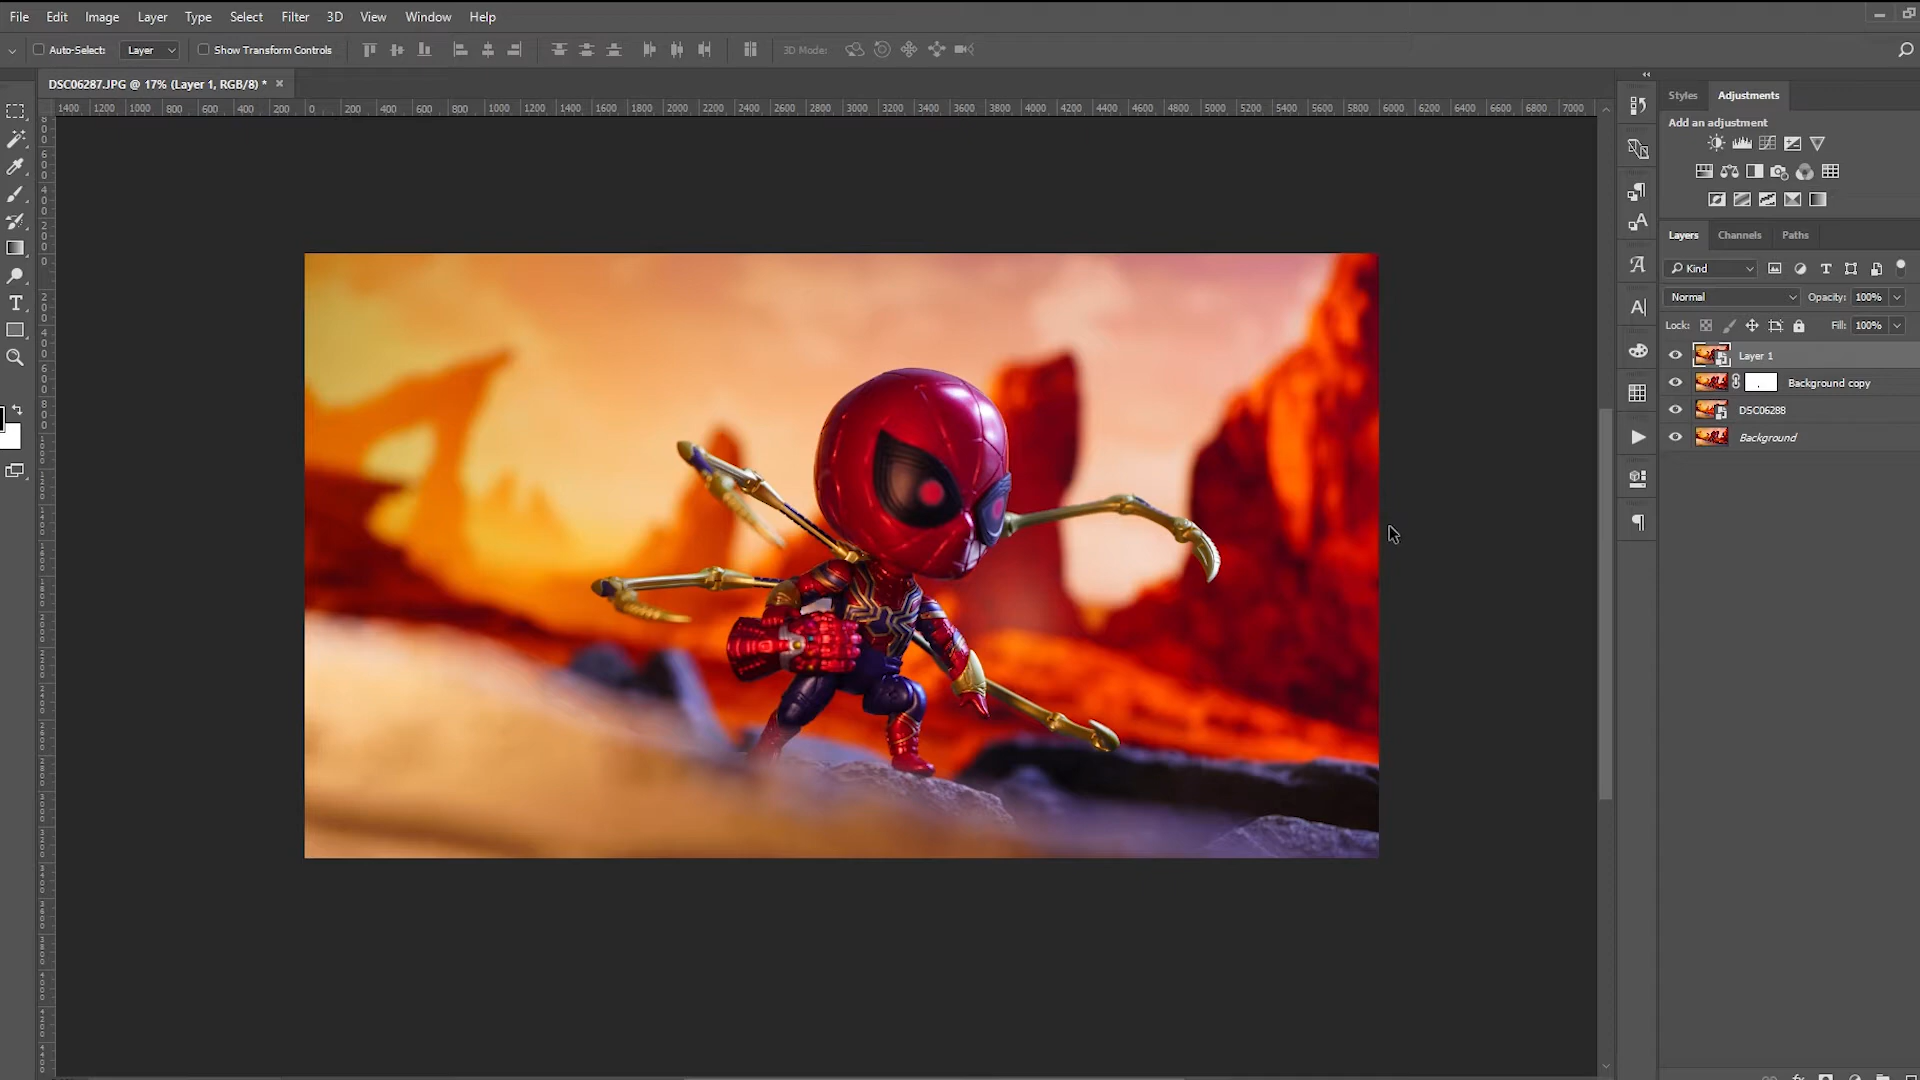 File Edit Image Layer Type Select Filter 3D View Window Help
Auto-Select: Layer Show Transform Controls 3D Mode:
DSC06287.JPG @ 17% (Layer 1, RGB/8) * ×
1400 1200 1000 800 600 400 200 0 200 400 600 800 1000 1200 1400 1600 1800 2000 2200 2400 2600 2800 3000 3200 3400 3600 3800 4000 4200 4400 4600 4800 5000 5200 5400 5600 5800 6000 6200 6400 6600 6800 7000
Styles Adjustments
Add an adjustment
Layers Channels Paths
Kind
Normal Opacity: 100%
Lock: Fill: 100%
Layer 1
Background copy
DSC06288
Background